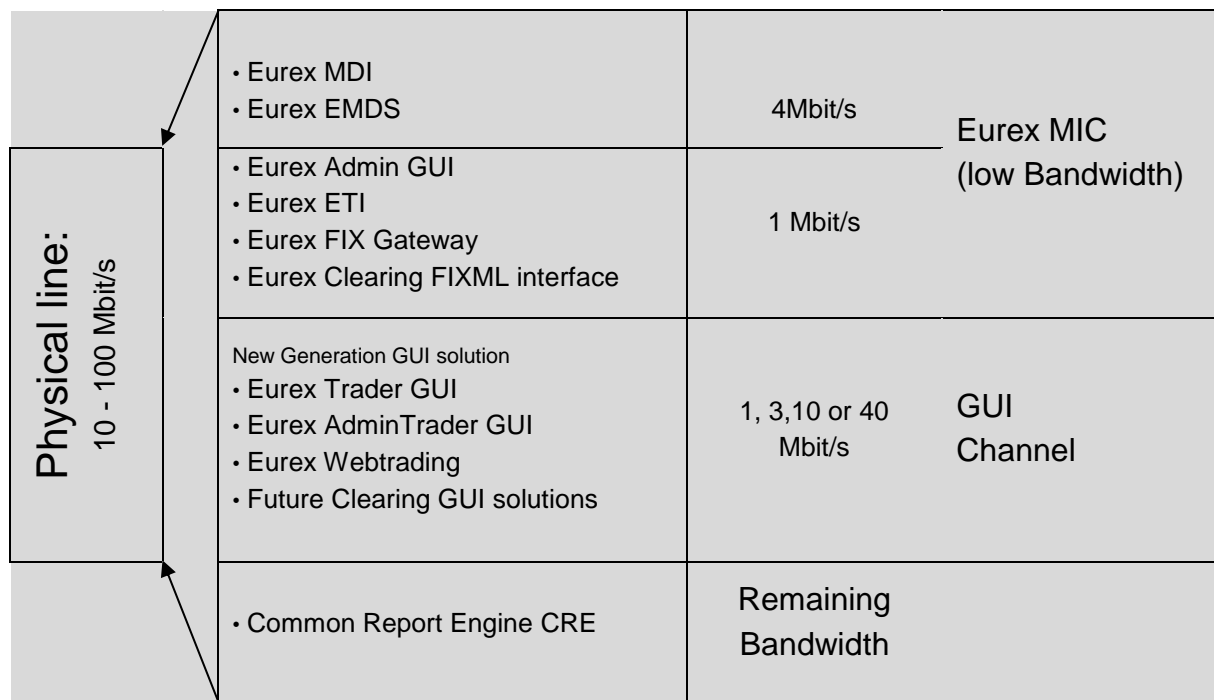 Physical line:
10 - 100 Mbit/s
• Eurex MDI
• Eurex EMDS
4Mbit/s
Eurex MIC
(low Bandwidth)
• Eurex Admin GUI
• Eurex ETI
• Eurex FIX Gateway
• Eurex Clearing FIXML interface
1 Mbit/s
New Generation GUI solution
• Eurex Trader GUI
• Eurex AdminTrader GUI
• Eurex Webtrading
• Future Clearing GUI solutions
1, 3,10 or 40
Mbit/s
GUI
Channel
• Common Report Engine CRE
Remaining
Bandwidth